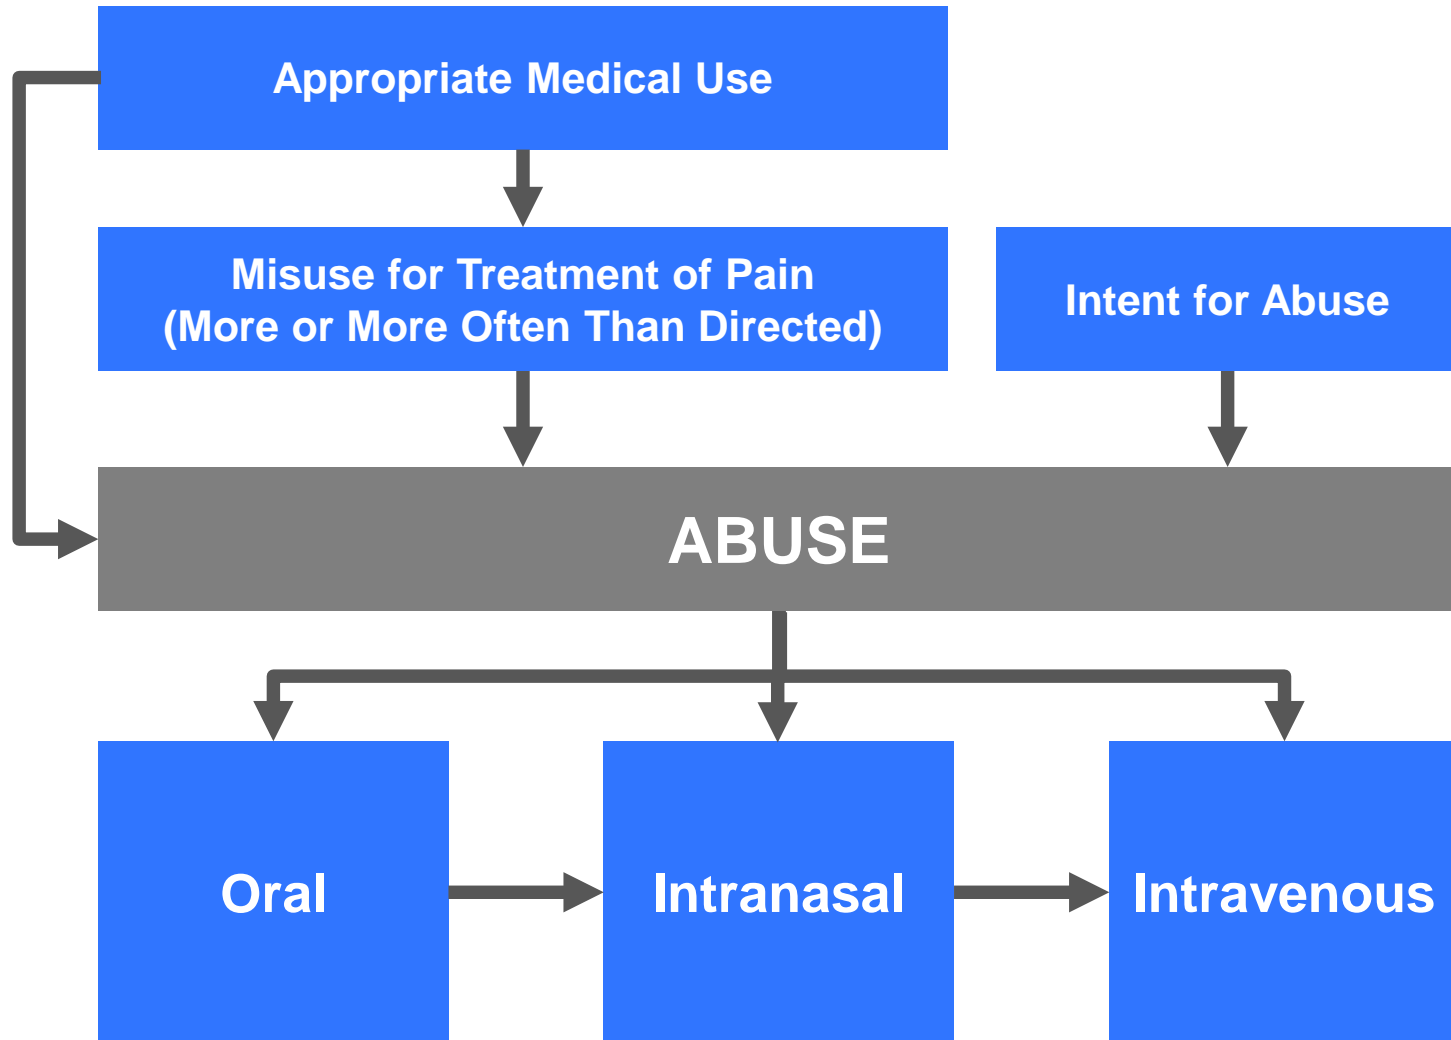 Appropriate Medical Use
Misuse for Treatment of Pain
(More or More Often Than Directed)
Intent for Abuse
ABUSE
Oral
Intranasal
Intravenous